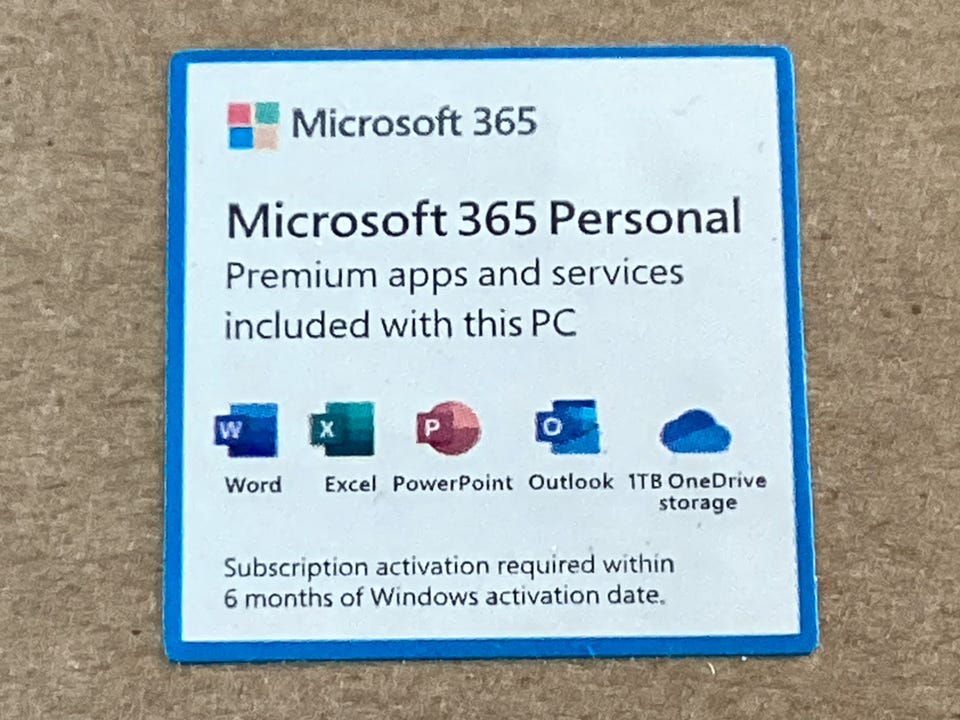 Microsoft 365
Microsoft 365 Personal
Premium apps and services
included with this PC
W X P O
Word Excel PowerPoint Outlook 1TB OneDrive
storage
Subscription activation required within
6 months of Windows activation date.